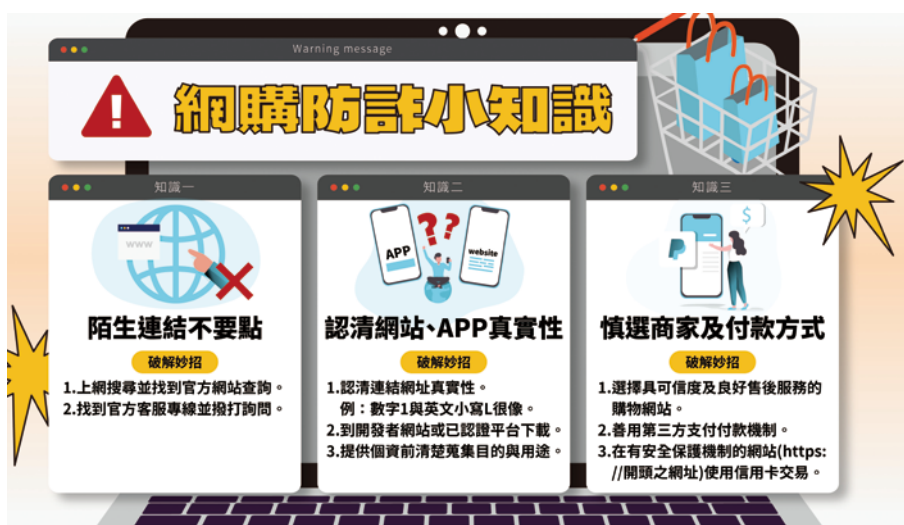 Warning message
網購防詐小知識
知識一
WWW
陌生連結不要點
破解妙招
1.上網搜尋並找到官方網站查詢。
2.找到官方客服專線並撥打詢問。
知識二
APP
??
website
認清網站、APP真實性
破解妙招
1.認清連結網址真實性。
例：數字1與英文小寫L很像。
2.到開發者網站或已認證平台下載。
3.提供個資前清楚蒐集目的與用途。
知識三
$
慎選商家及付款方式
破解妙招
1.選擇具可信度及良好售後服務的
購物網站。
2.善用第三方支付付款機制。
3.在有安全保護機制的網站(https:
//開頭之網址)使用信用卡交易。